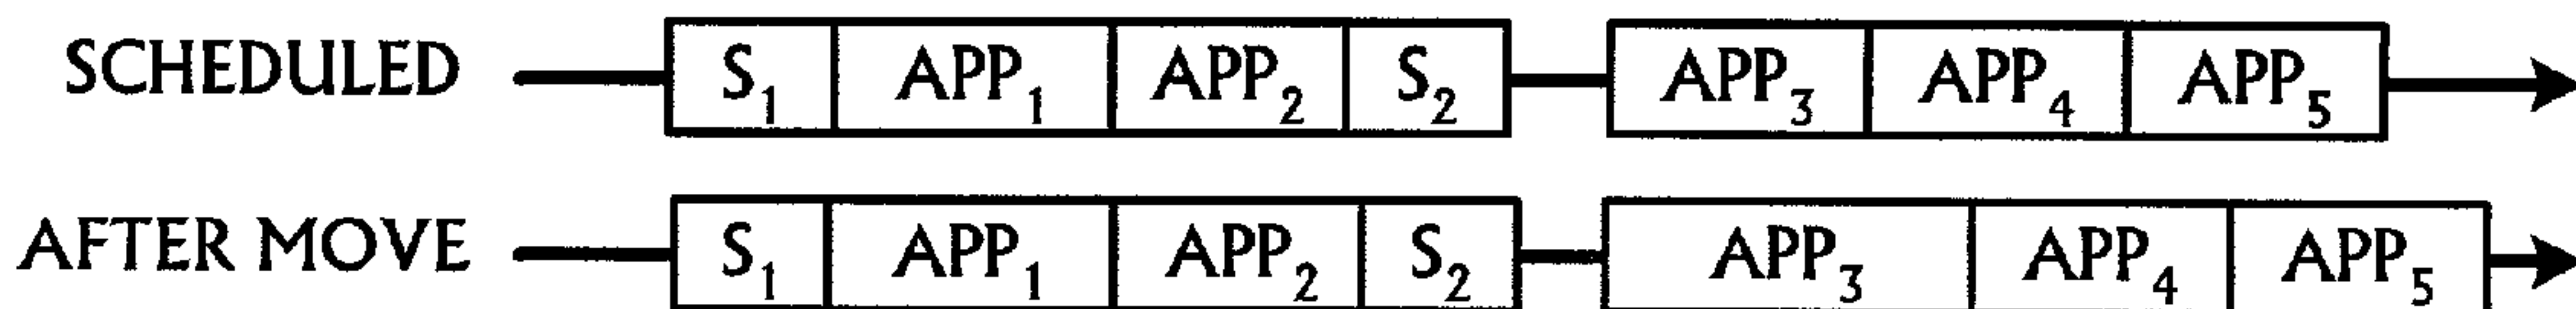 SCHEDULED S₁ APP₁ APP₂ S₂ APP₃ APP₄ APP₅
AFTER MOVE S₁ APP₁ APP₂ S₂ APP₃ APP₄ APP₅